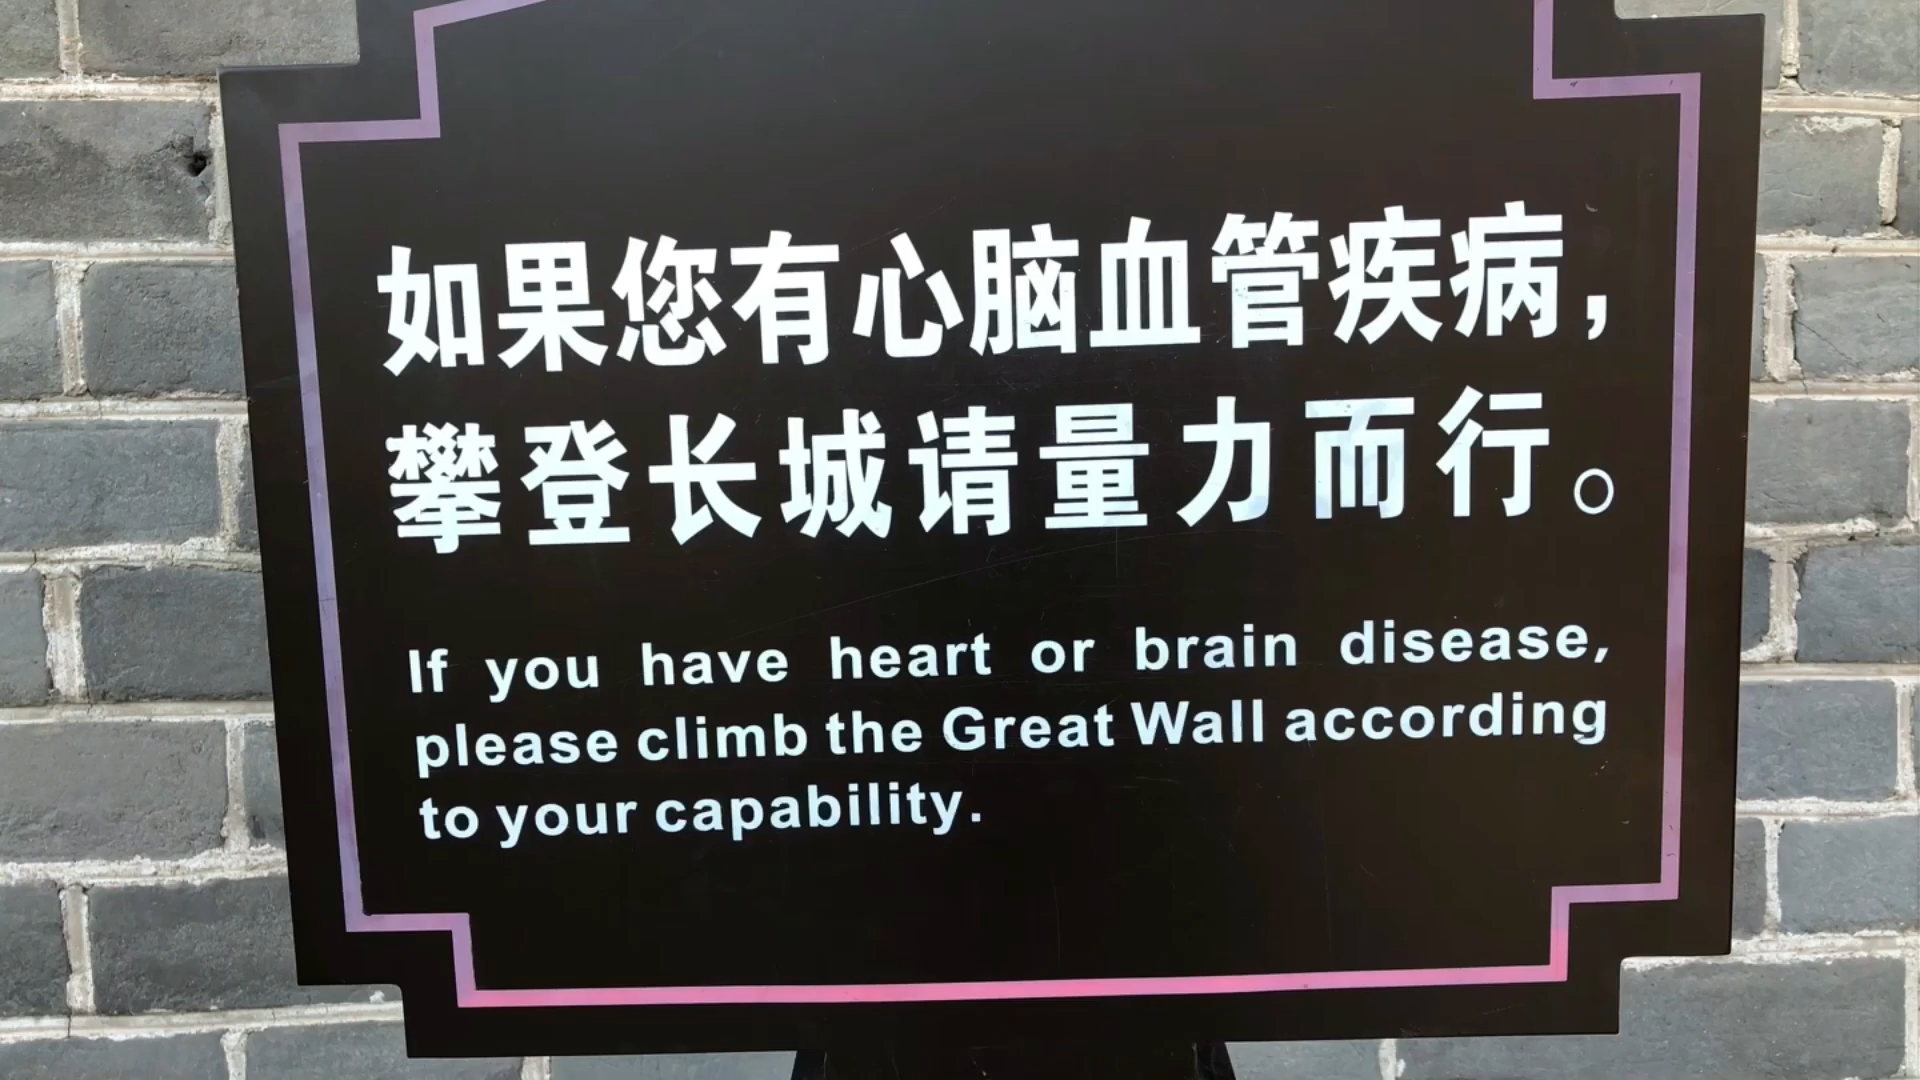 如果您有心脑血管疾病，
攀登长城请量力而行。
If you have heart or brain disease,
please climb the Great Wall according
to your capability.